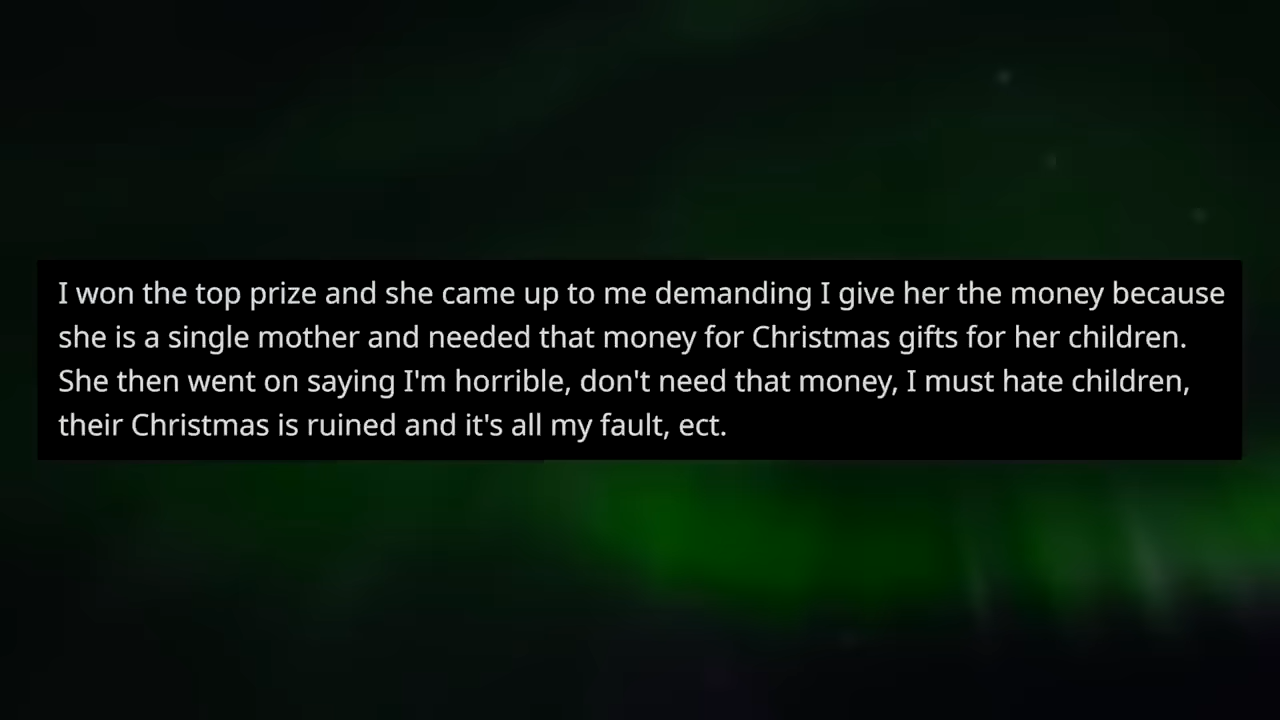 I won the top prize and she came up to me demanding I give her the money because
she is a single mother and needed that money for Christmas gifts for her children.
She then went on saying I'm horrible, don't need that money, I must hate children,
their Christmas is ruined and it's all my fault, ect.